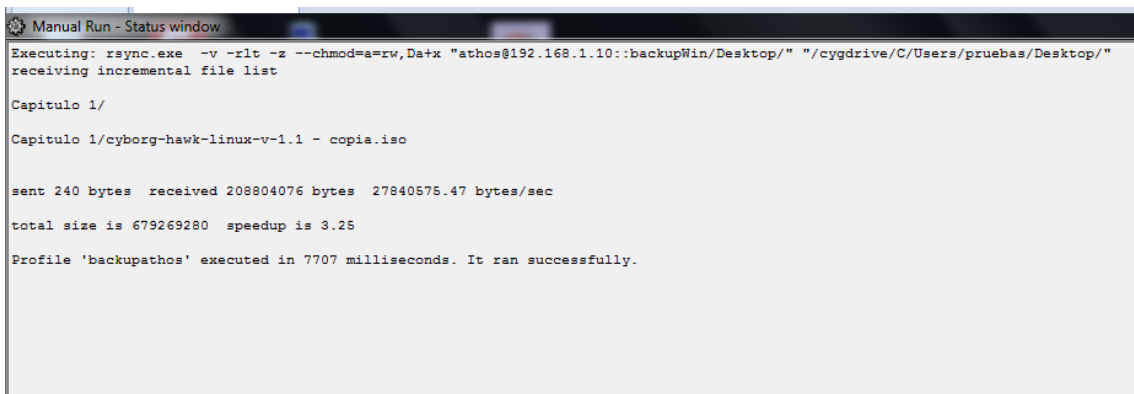 Manual Run - Status window
Executing: rsync.exe  -v -rlt -z --chmod=a=rw,Da+x "athos@192.168.1.10::backupWin/Desktop/" "/cygdrive/C/Users/pruebas/Desktop/"
receiving incremental file list
Capitulo 1/
Capitulo 1/cyborg-hawk-linux-v-1.1 - copia.iso
sent 240 bytes  received 208804076 bytes  27840575.47 bytes/sec
total size is 679269280  speedup is 3.25
Profile 'backupathos' executed in 7707 milliseconds. It ran successfully.